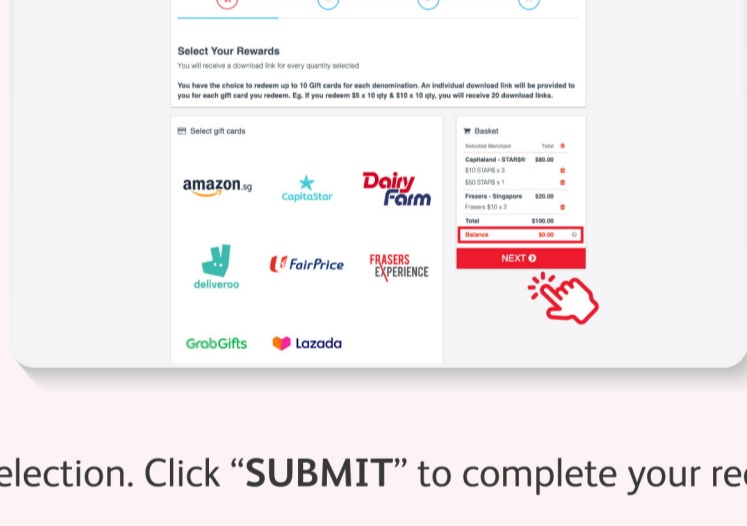 Select Your Rewards
You will receive a download link for every quantity selected
You have the choice to redeem up to 10 Gift cards for each denomination. An individual download link will be provided to
you for each gift card you redeem. Eg. If you redeem $5 x 10 qty & $10 x 10 qty, you will receive 20 download links.
Select gift cards
amazon.sg
CapitaStar
Dairy
Farm
deliveroo
FairPrice
FRASERS
EXPERIENCE
GrabGifts
Lazada
Basket
Selected Merchant Total
Capitaland - STAR$® $80.00
$10 STAR$ x 3
$50 STAR$ x 1
Frasers - Singapore $20.00
Frasers $10 x 2
Total $100.00
Balance $0.00
NEXT
election. Click “SUBMIT” to complete your re